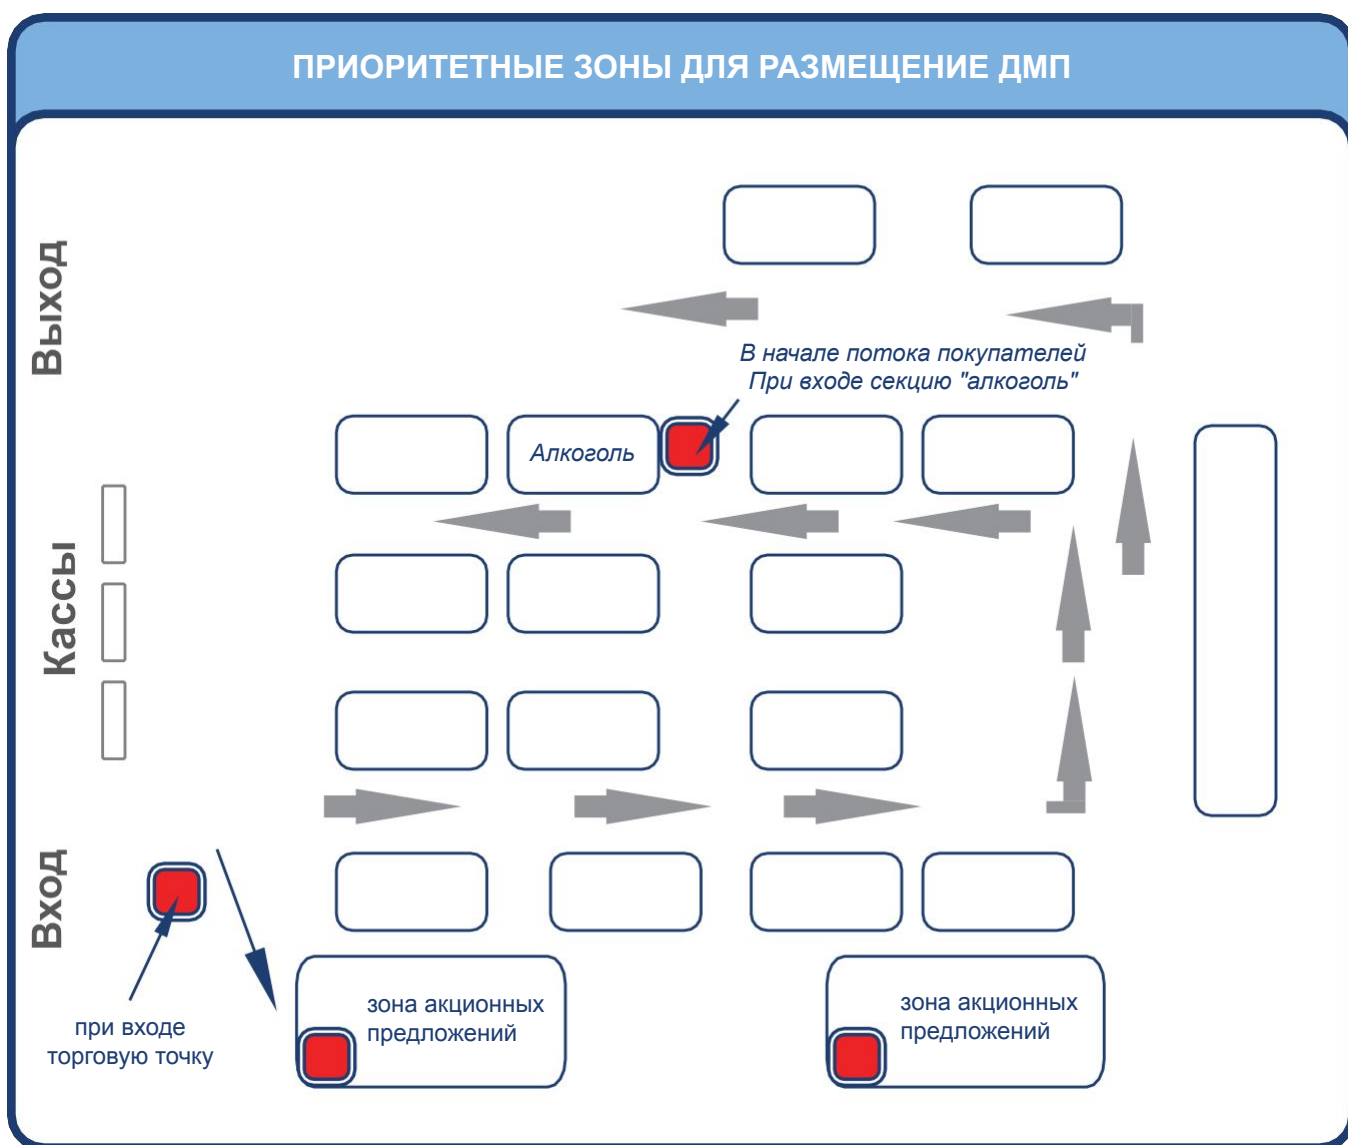 ПРИОРИТЕТНЫЕ ЗОНЫ ДЛЯ РАЗМЕЩЕНИЕ ДМП
Выход
В начале потока покупателей
При входе секцию "алкоголь"
Алкоголь
Кассы
Вход
при входе
торговую точку
зона акционных
предложений
зона акционных
предложений